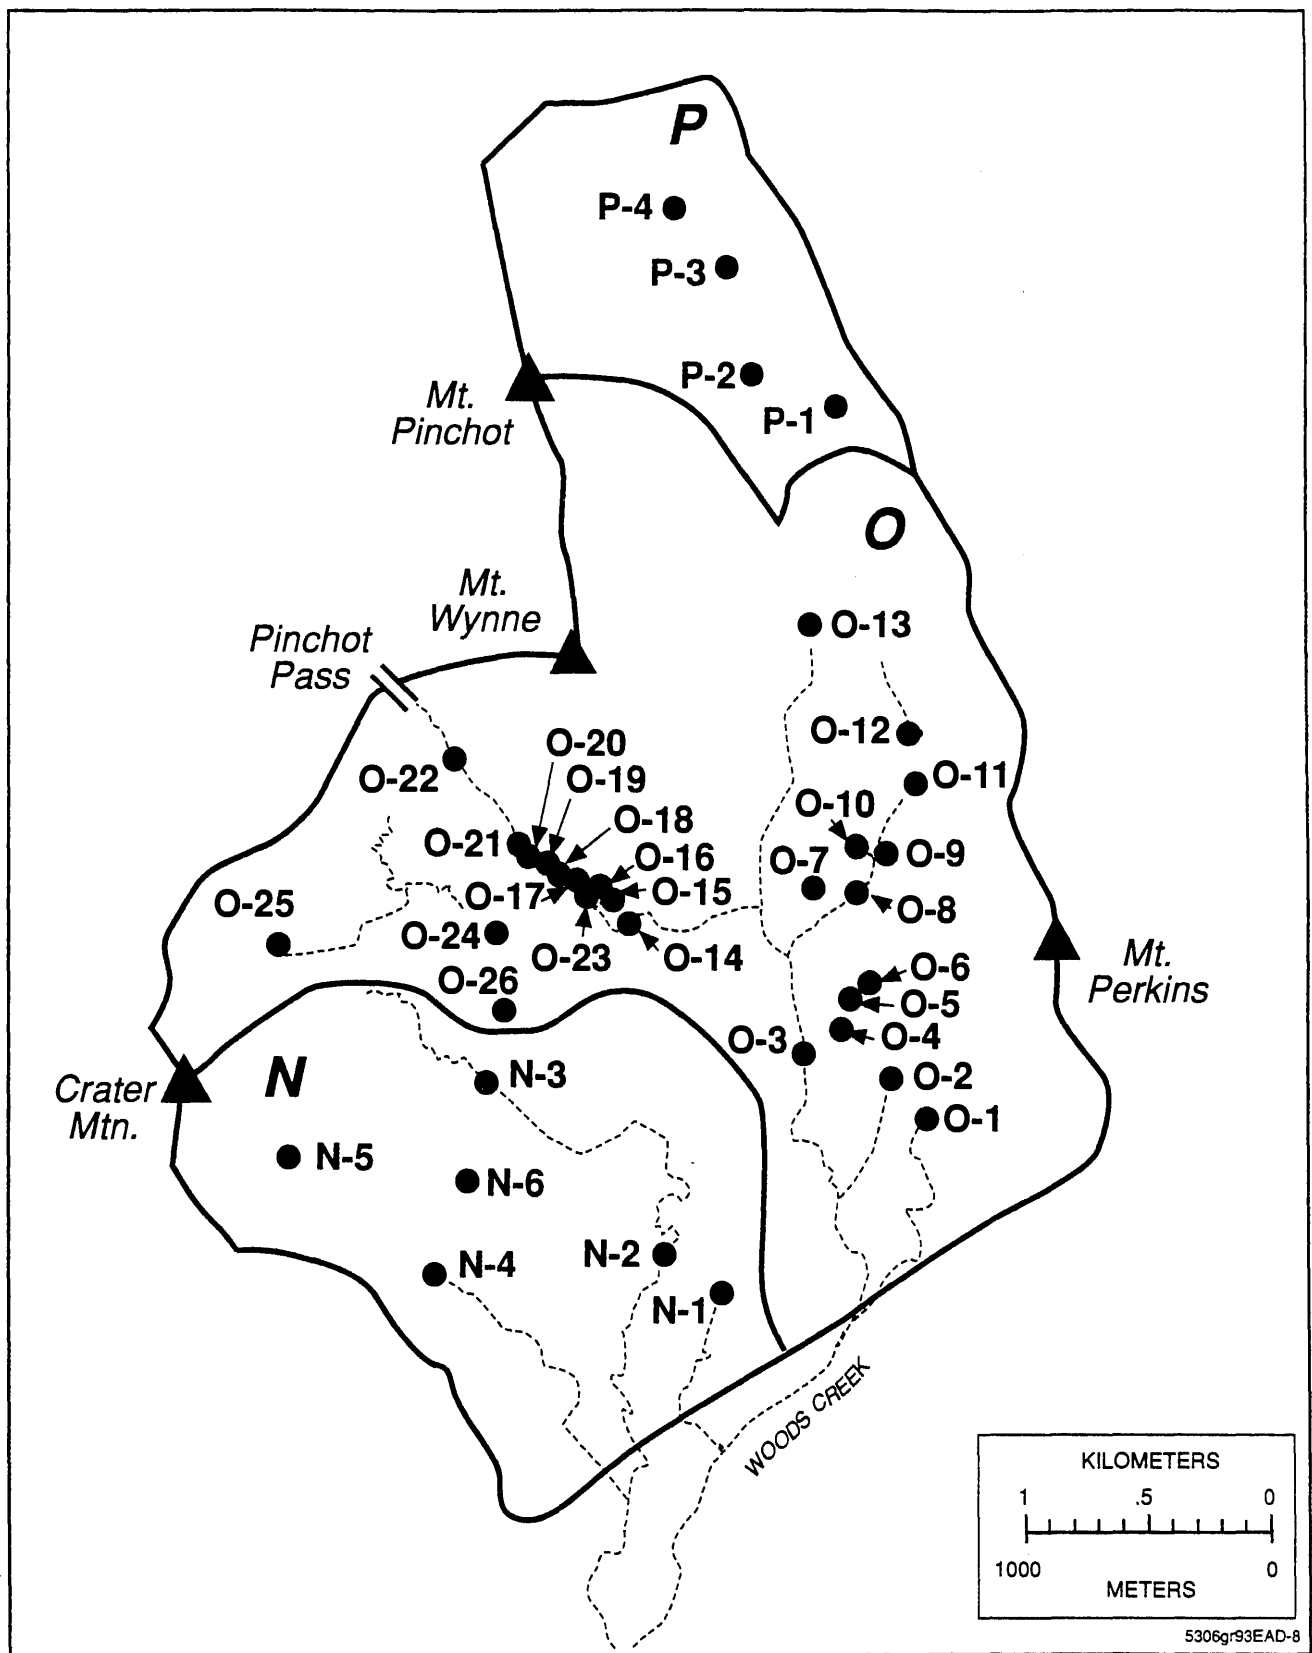 P
P-4
P-3
P-2
P-1
Mt.
Pinchot
O
Mt.
Wynne
Pinchot
Pass
O-13
O-12
O-20
O-22
O-19
O-11
O-10
O-18
O-21
O-16
O-7
O-9
O-17
O-15
O-25
O-8
O-24
O-23
O-14
O-6
Mt.
Perkins
O-26
O-5
O-3
O-4
N
N-3
O-2
Crater
Mtn.
O-1
N-5
N-6
N-2
N-4
N-1
WOODS CREEK
KILOMETERS
1 .5 0
1000 0
METERS
5306gr93EAD-8